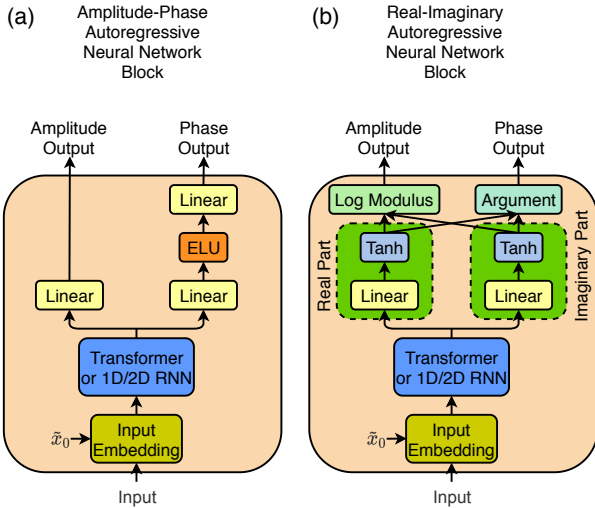 (a)
Amplitude-Phase
Autoregressive
Neural Network
Block
Amplitude
Output
Phase
Output
Linear
ELU
Linear
Linear
Transformer
or 1D/2D RNN
x̃₀
Input
Embedding
Input
(b)
Real-Imaginary
Autoregressive
Neural Network
Block
Amplitude
Output
Phase
Output
Log Modulus
Argument
Real Part
Tanh
Linear
Tanh
Linear
Imaginary Part
Transformer
or 1D/2D RNN
x̃₀
Input
Embedding
Input